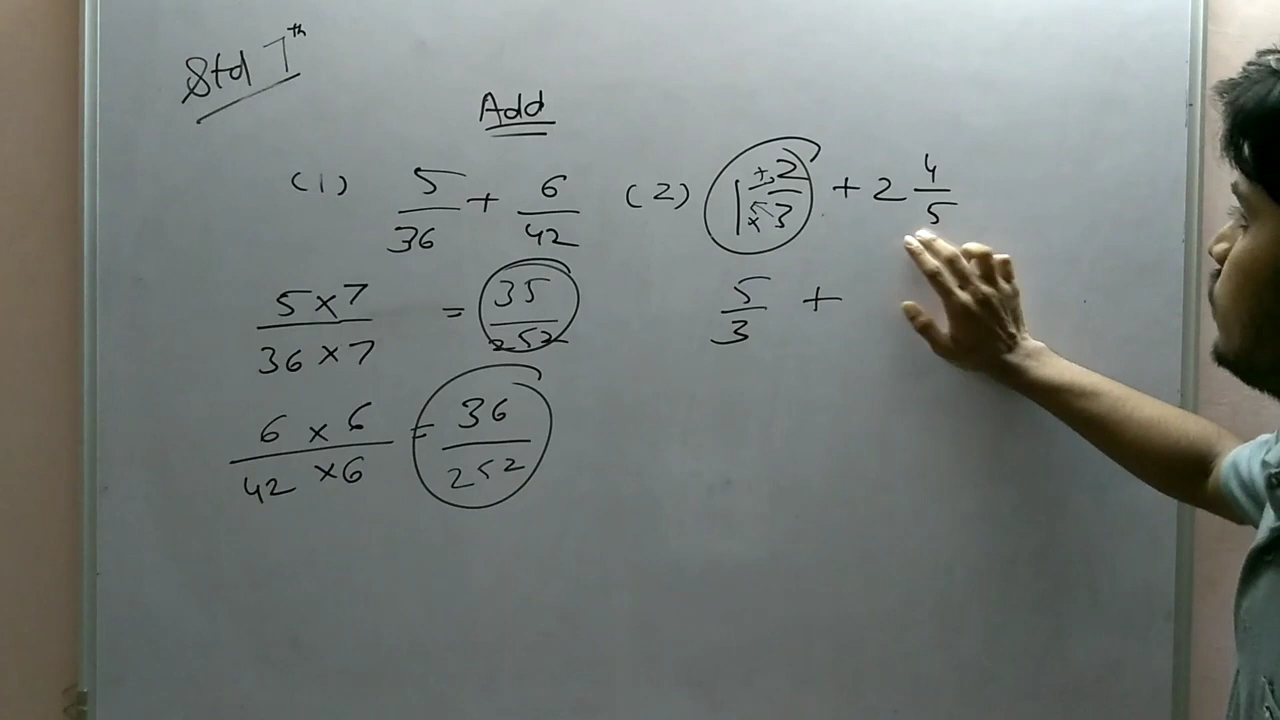 Std 7th
Add
(1) 5/36 + 6/42
(2) 1 2/3 + 2 4/5
5×7/36×7 = 35/252
5/3 +
6×6/42×6 = 36/252